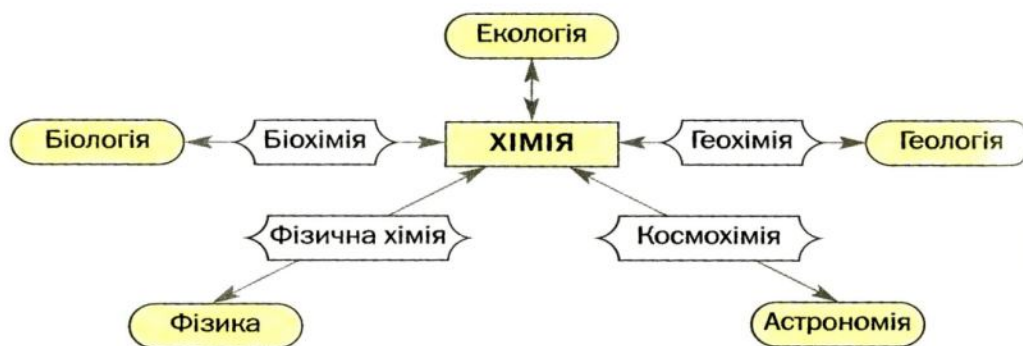 Екологія
Біологія
Біохімія
ХІМІЯ
Геохімія
Геологія
Фізична хімія
Космохімія
Фізика
Астрономія